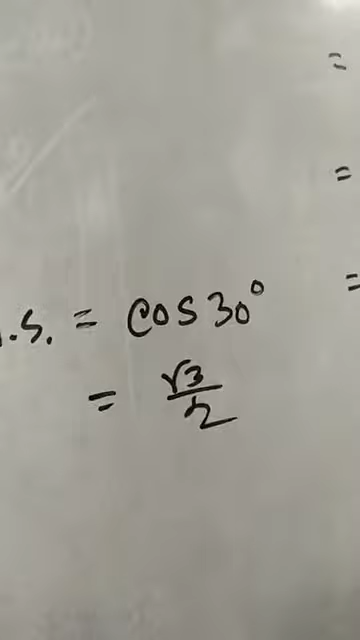 .S. = cos 30°
= √3/2
=
=
=